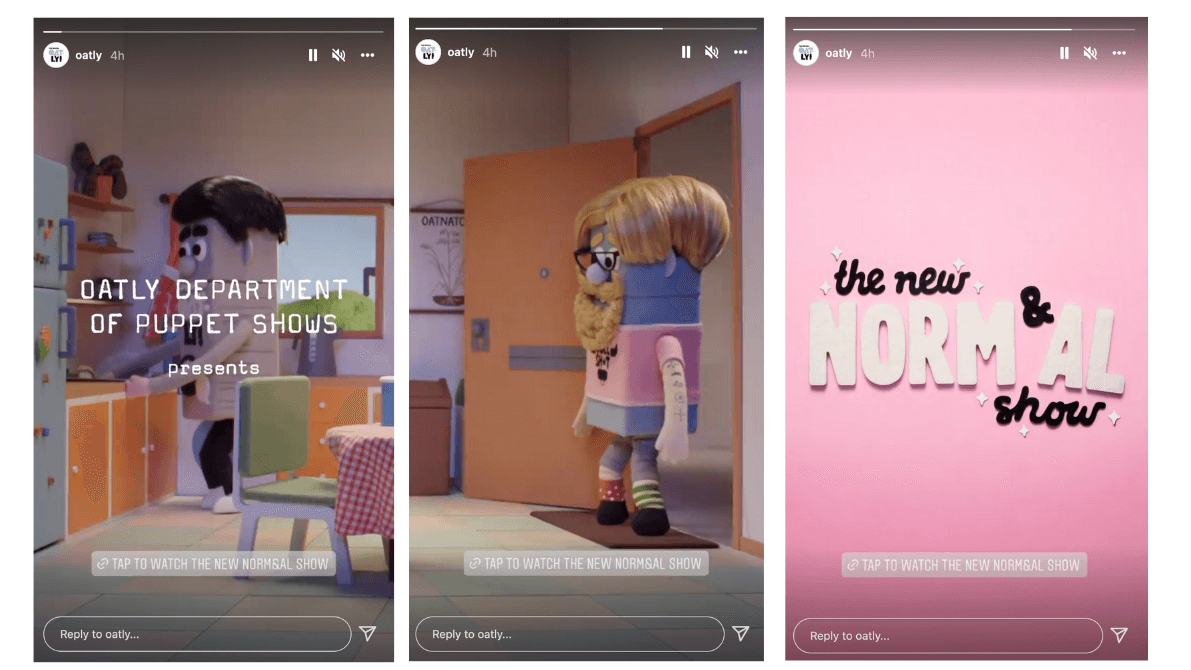 oatly 4h
OATLY DEPARTMENT
OF PUPPET SHOWS
presents
TAP TO WATCH THE NEW NORM&AL SHOW
Reply to oatly...
oatly 4h
OATNATO
TAP TO WATCH THE NEW NORM&AL SHOW
Reply to oatly...
oatly 4h
the new
NORM&AL
show
TAP TO WATCH THE NEW NORM&AL SHOW
Reply to oatly...